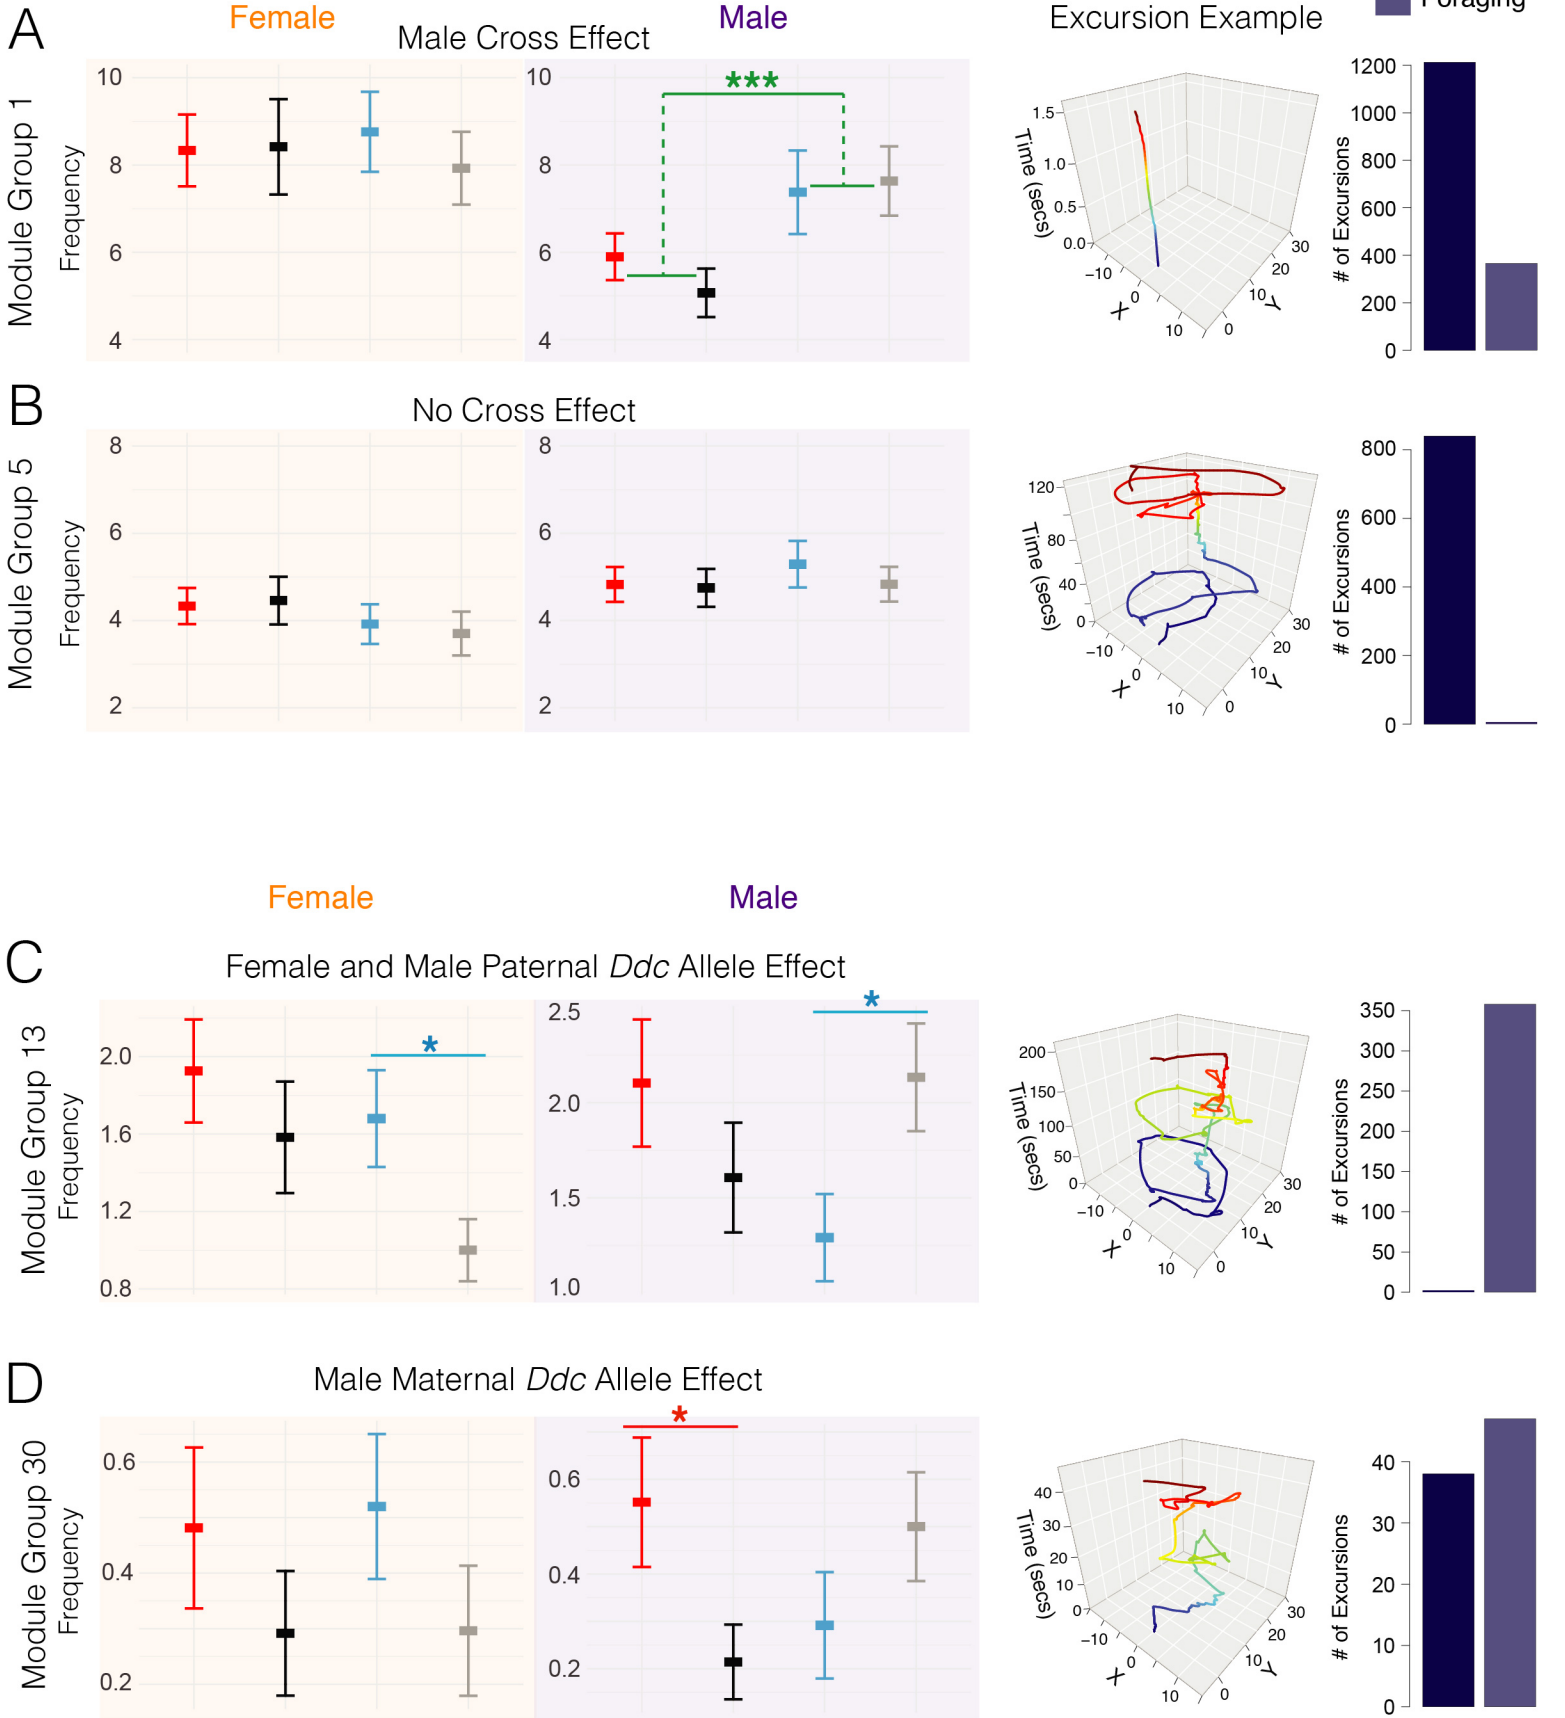 A
Female
Male Cross Effect
Male
Excursion Example
Foraging
Module Group 1
Frequency
10
8
6
4
10
8
6
4
***
Time (secs)
1.5
1.0
0.5
0.0
-10
0
10
X
0
10
30
Y
# of Excursions
1200
1000
800
600
400
200
0
B
No Cross Effect
Module Group 5
Frequency
8
6
4
2
8
6
4
2
Time (secs)
120
80
40
0
-10
0
10
X
0
10
20
30
Y
# of Excursions
800
600
400
200
0
Female
Male
C
Female and Male Paternal Ddc Allele Effect
Module Group 13
Frequency
2.0
1.6
1.2
0.8
*
2.5
2.0
1.5
1.0
*
Time (secs)
200
150
100
50
0
-10
0
10
X
0
10
20
30
Y
# of Excursions
350
300
250
200
150
100
50
0
D
Male Maternal Ddc Allele Effect
Module Group 30
Frequency
0.6
0.4
0.2
0.6
0.4
0.2
*
Time (secs)
40
30
20
10
0
-10
0
10
X
0
10
20
30
Y
# of Excursions
40
30
20
10
0